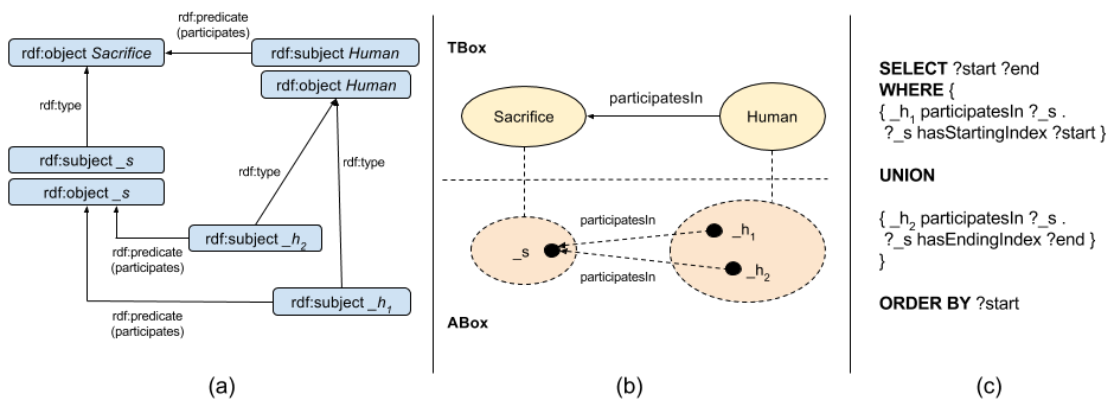 rdf:predicate
(participates)
rdf:object Sacrifice
rdf:subject Human
rdf:object Human
rdf:type
rdf:type
rdf:type
rdf:subject _s
rdf:object _s
rdf:subject _h2
rdf:predicate
(participates)
rdf:subject _h1
rdf:predicate
(participates)
(a)
TBox
participatesIn
Sacrifice
Human
participatesIn
_h1
_s
_h2
participatesIn
ABox
(b)
SELECT ?start ?end
WHERE {
{ _h1 participatesIn ?_s .
?_s hasStartingIndex ?start }
UNION
{ _h2 participatesIn ?_s .
?_s hasEndingIndex ?end }
}
ORDER BY ?start
(c)